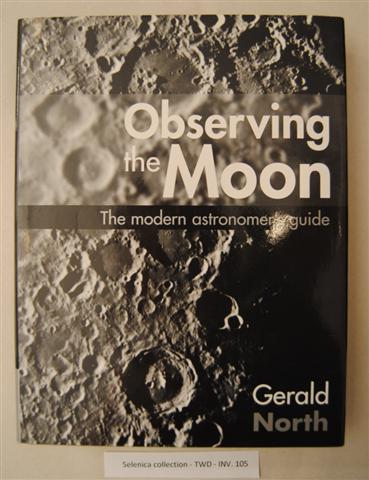 Observing
the Moon
The modern astronomer's guide
Gerald
North
Selenica collection - TWD - INV. 105